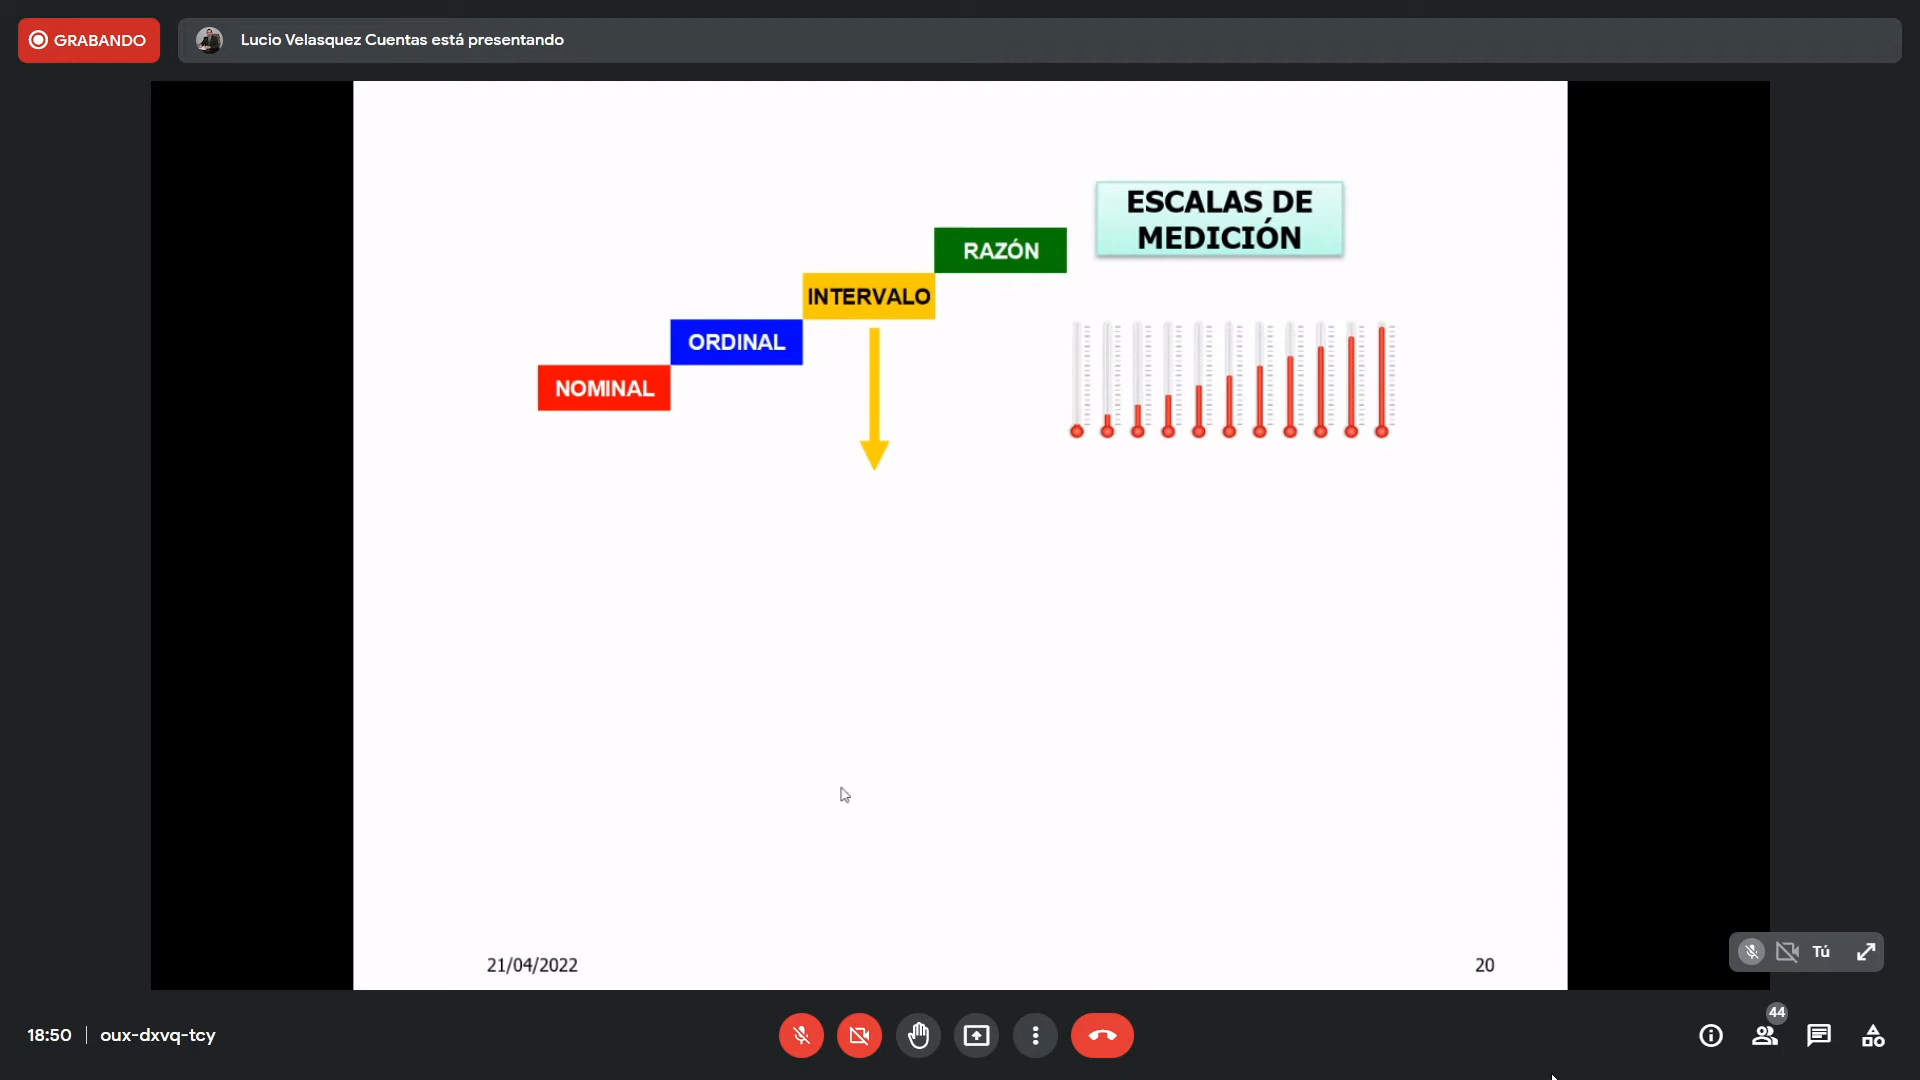 GRABANDO
Lucio Velasquez Cuentas está presentando
ESCALAS DE
MEDICIÓN
RAZÓN
INTERVALO
ORDINAL
NOMINAL
21/04/2022
20
Tú
44
18:50
oux-dxvq-tcy